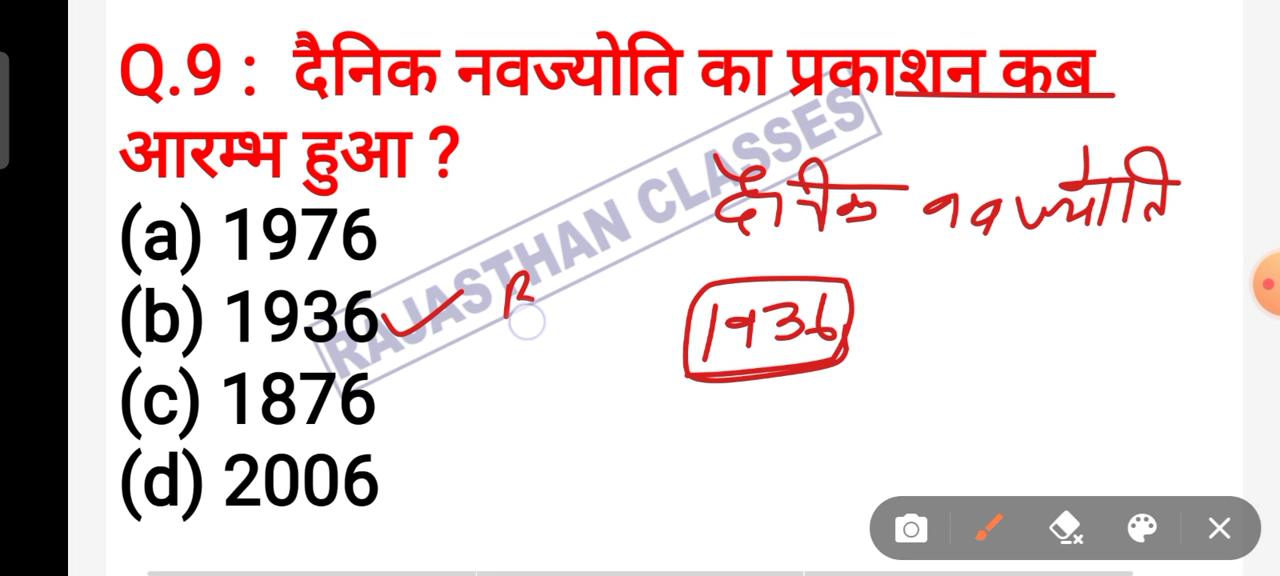 Q.9 : दैनिक नवज्योति का प्रकाशन कब
आरम्भ हुआ ?
दैनिक नवज्योति
(a) 1976
(b) 1936 B
1936
(c) 1876
(d) 2006
RAJASTHAN CLASSES